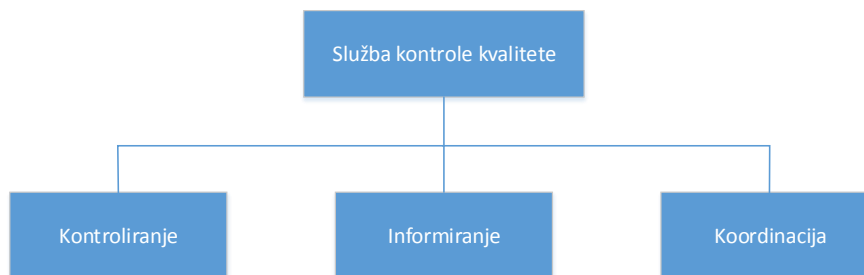 Služba kontrole kvalitete
Kontroliranje
Informiranje
Koordinacija